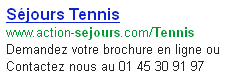 Séjours Tennis
www.action-sejours.com/Tennis
Demandez votre brochure en ligne ou
Contactez nous au 01 45 30 91 97